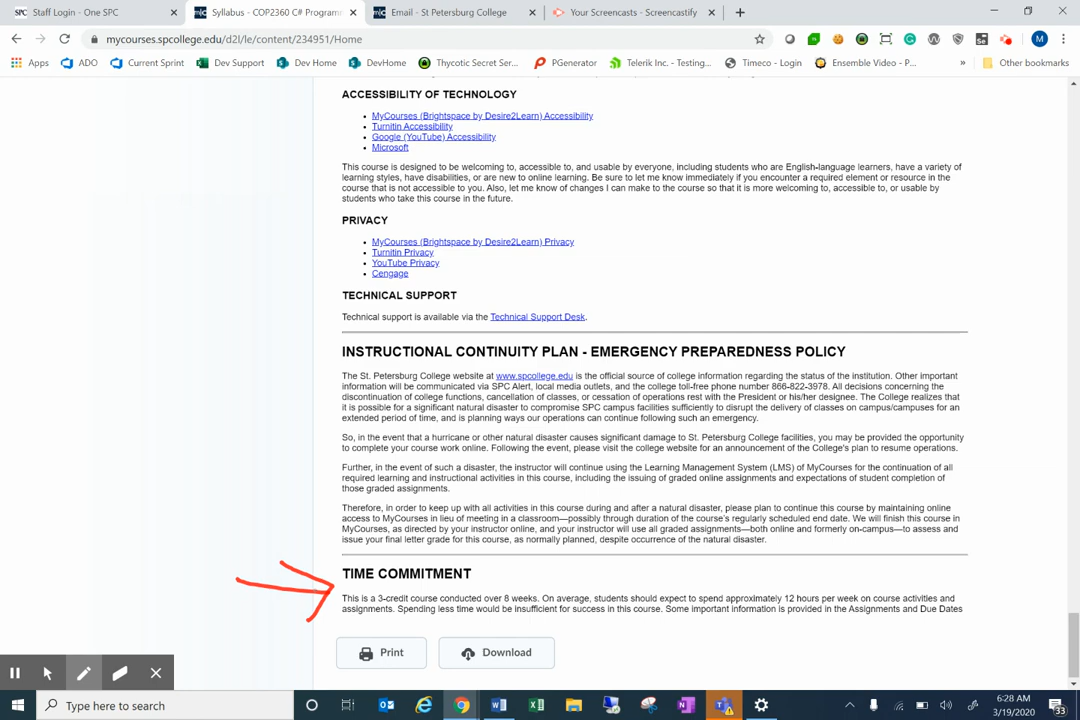 SPC Staff Login - One SPC
Syllabus - COP2360 C# Programm
Email - St Petersburg College
Your Screencasts - Screencastify
mycourses.spcollege.edu/d2l/le/content/234951/Home
Apps ADO Current Sprint Dev Support Dev Home DevHome Thycotic Secret Ser... PGenerator Telerik Inc. - Testing... Timeco - Login Ensemble Video - P... » Other bookmarks
ACCESSIBILITY OF TECHNOLOGY
MyCourses (Brightspace by Desire2Learn) Accessibility
Turnitin Accessibility
Google (YouTube) Accessibility
Microsoft
This course is designed to be welcoming to, accessible to, and usable by everyone, including students who are English-language learners, have a variety of
learning styles, have disabilities, or are new to online learning. Be sure to let me know immediately if you encounter a required element or resource in the
course that is not accessible to you. Also, let me know of changes I can make to the course so that it is more welcoming to, accessible to, or usable by
students who take this course in the future.
PRIVACY
MyCourses (Brightspace by Desire2Learn) Privacy
Turnitin Privacy
YouTube Privacy
Cengage
TECHNICAL SUPPORT
Technical support is available via the Technical Support Desk.
INSTRUCTIONAL CONTINUITY PLAN - EMERGENCY PREPAREDNESS POLICY
The St. Petersburg College website at www.spcollege.edu is the official source of college information regarding the status of the institution. Other important
information will be communicated via SPC Alert, local media outlets, and the college toll-free phone number 866-822-3978. All decisions concerning the
discontinuation of college functions, cancellation of classes, or cessation of operations rest with the President or his/her designee. The College realizes that
it is possible for a significant natural disaster to compromise SPC campus facilities sufficiently to disrupt the delivery of classes on campus/campuses for an
extended period of time, and is planning ways our operations can continue following such an emergency.
So, in the event that a hurricane or other natural disaster causes significant damage to St. Petersburg College facilities, you may be provided the opportunity
to complete your course work online. Following the event, please visit the college website for an announcement of the College's plan to resume operations.
Further, in the event of such a disaster, the instructor will continue using the Learning Management System (LMS) of MyCourses for the continuation of all
required learning and instructional activities in this course, including the issuing of graded online assignments and expectations of student completion of
those graded assignments.
Therefore, in order to keep up with all activities in this course during and after a natural disaster, please plan to continue this course by maintaining online
access to MyCourses in lieu of meeting in a classroom—possibly through duration of the course's regularly scheduled end date. We will finish this course in
MyCourses, as directed by your instructor online, and your instructor will use all graded assignments—both online and formerly on-campus—to assess and
issue your final letter grade for this course, as normally planned, despite occurrence of the natural disaster.
TIME COMMITMENT
This is a 3-credit course conducted over 8 weeks. On average, students should expect to spend approximately 12 hours per week on course activities and
assignments. Spending less time would be insufficient for success in this course. Some important information is provided in the Assignments and Due Dates
Print Download
Type here to search
6:28 AM
3/19/2020
33